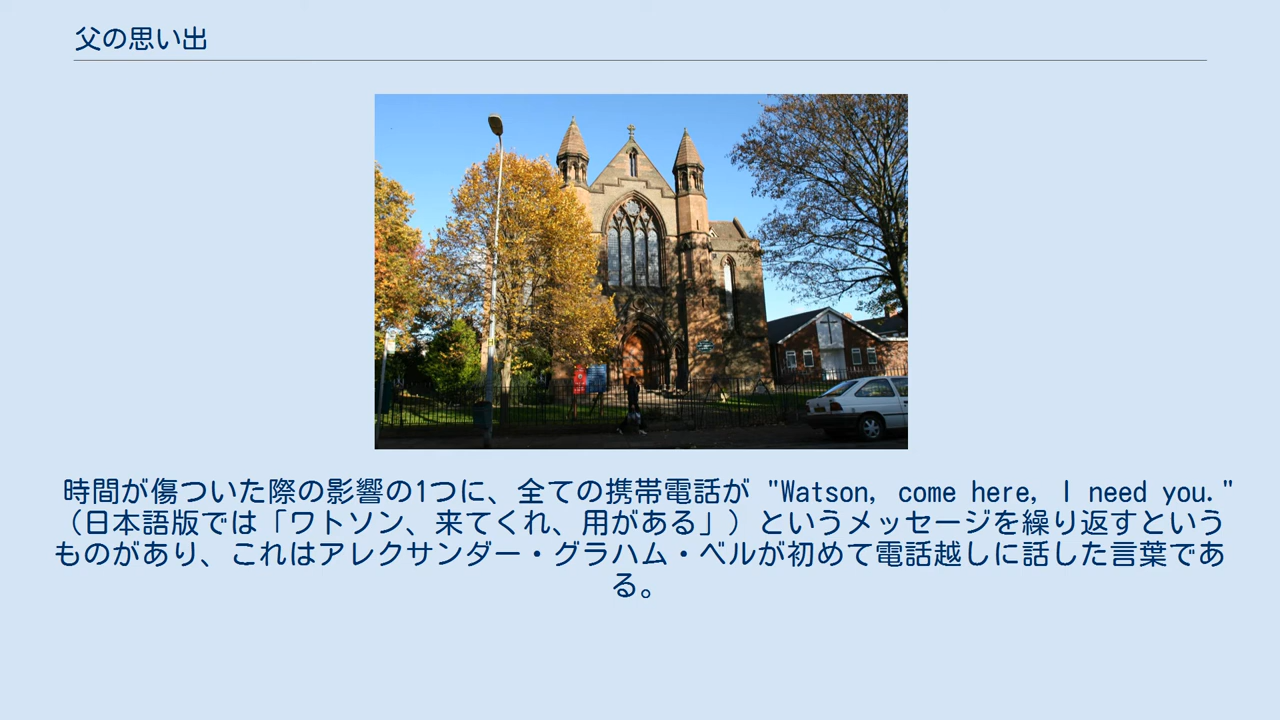 父の思い出
時間が傷ついた際の影響の1つに、全ての携帯電話が "Watson, come here, I need you."
（日本語版では「ワトソン、来てくれ、用がある」）というメッセージを繰り返すという
ものがあり、これはアレクサンダー・グラハム・ベルが初めて電話越しに話した言葉であ
る。